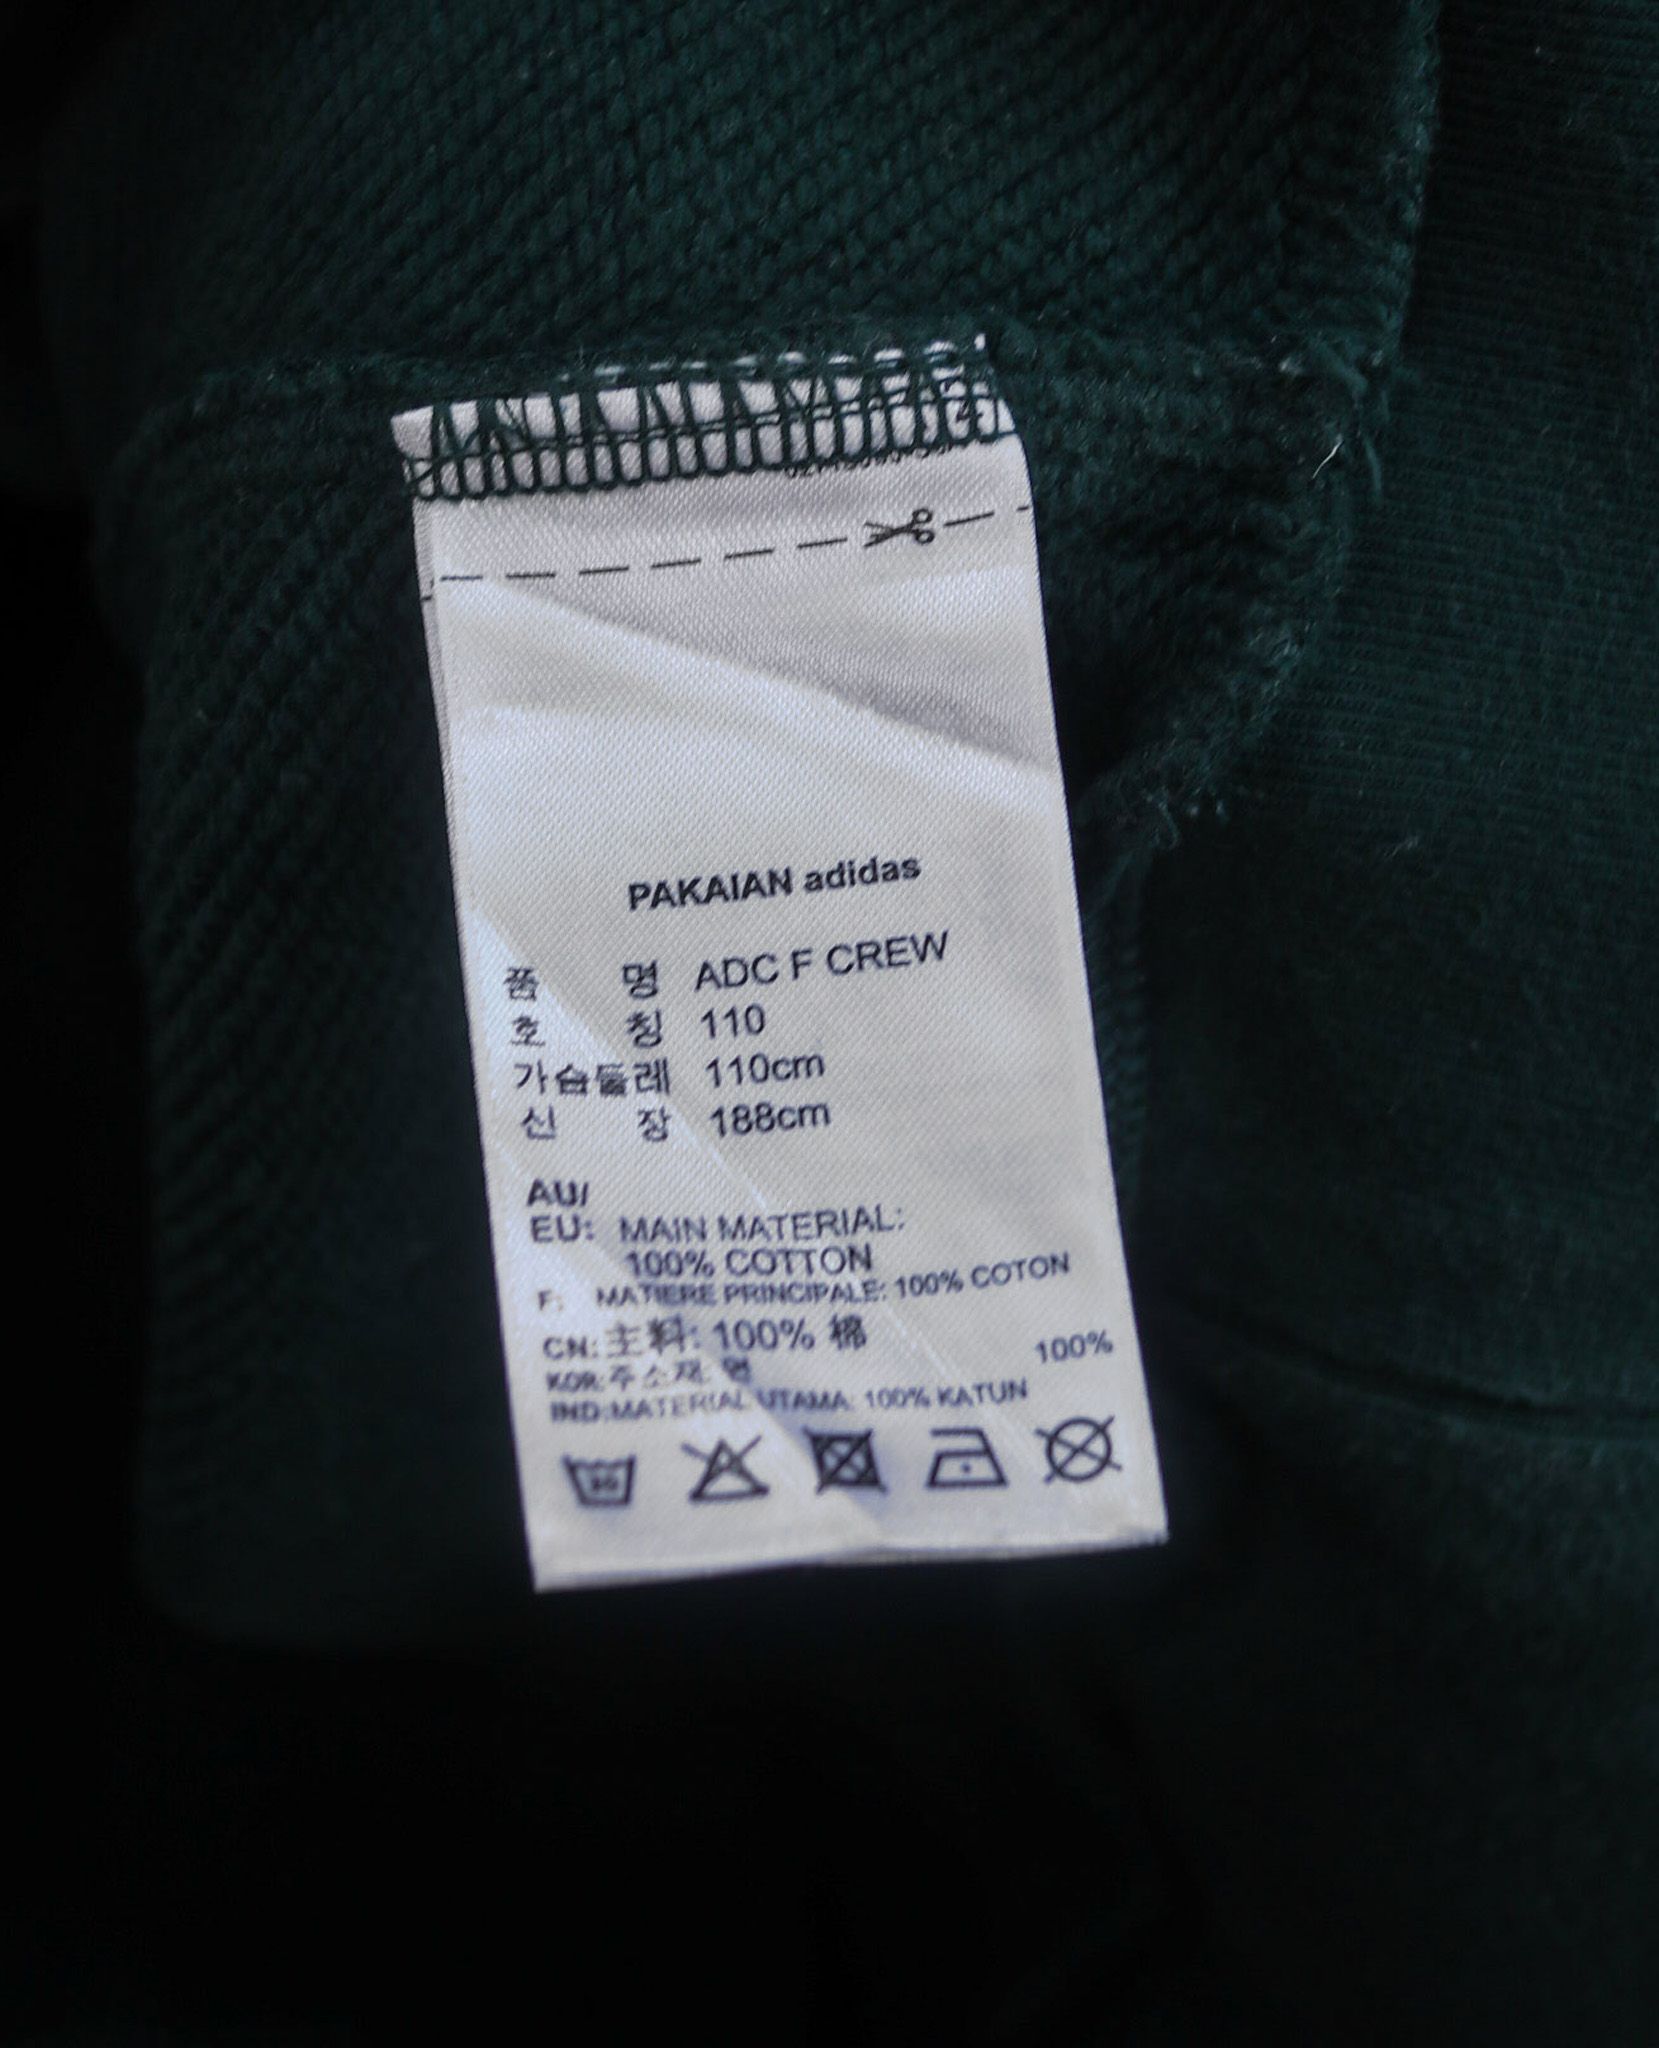 PAKAIAN adidas
품 명 ADC F CREW
호 칭 110
가슴둘레 110cm
신 장 188cm
AU/
EU: MAIN MATERIAL:
100% COTTON
F: MATIERE PRINCIPALE: 100% COTON
CN: 主料: 100% 棉
KOR: 주소재: 면 100%
IND: MATERIAL UTAMA: 100% KATUN